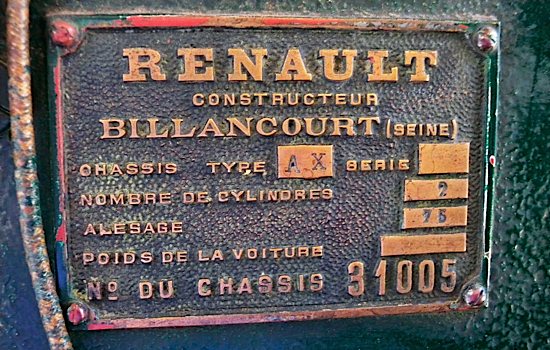 RENAULT
CONSTRUCTEUR
BILLANCOURT (SEINE)
CHASSIS TYPE AX SERIE
NOMBRE DE CYLINDRES 2
ALESAGE 75
POIDS DE LA VOITURE
Nº DU CHASSIS 31005